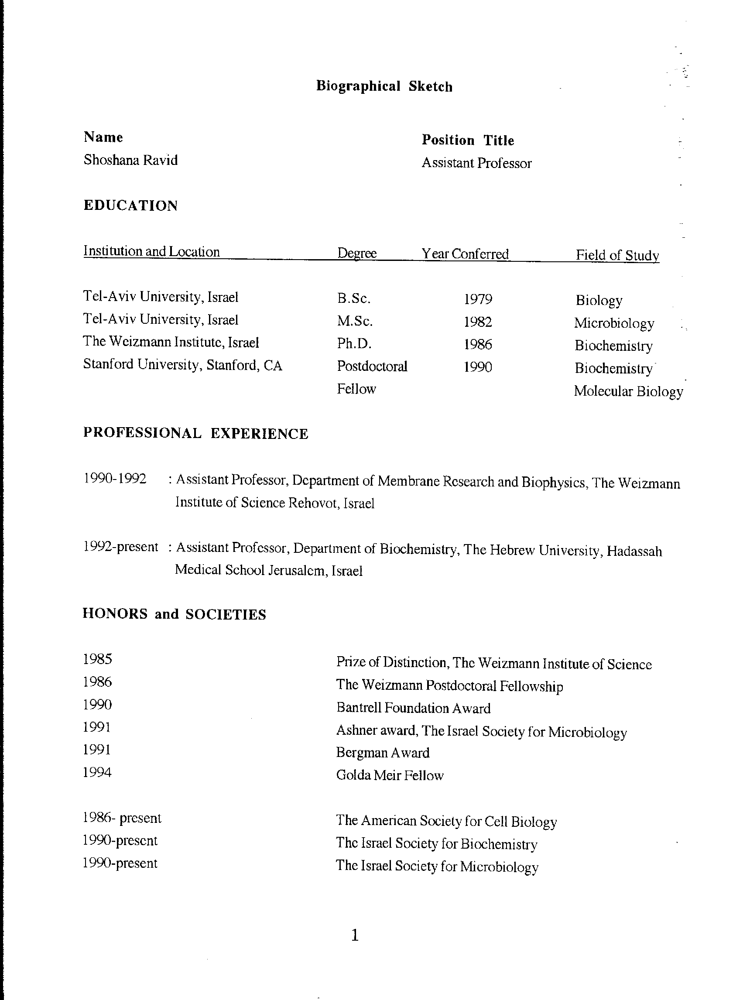 Biographical Sketch
Name Position Title
Shoshana Ravid Assistant Professor
EDUCATION
Institution and Location Degree Year Conferred Field of Study
Tel-Aviv University, Israel B.Sc. 1979 Biology
Tel-Aviv University, Israel M.Sc. 1982 Microbiology
The Weizmann Institute, Israel Ph.D. 1986 Biochemistry
Stanford University, Stanford, CA Postdoctoral 1990 Biochemistry
Fellow Molecular Biology
PROFESSIONAL EXPERIENCE
1990-1992 : Assistant Professor, Department of Membrane Research and Biophysics, The Weizmann
Institute of Science Rehovot, Israel
1992-present : Assistant Professor, Department of Biochemistry, The Hebrew University, Hadassah
Medical School Jerusalem, Israel
HONORS and SOCIETIES
1985 Prize of Distinction, The Weizmann Institute of Science
1986 The Weizmann Postdoctoral Fellowship
1990 Bantrell Foundation Award
1991 Ashner award, The Israel Society for Microbiology
1991 Bergman Award
1994 Golda Meir Fellow
1986- present The American Society for Cell Biology
1990-present The Israel Society for Biochemistry
1990-present The Israel Society for Microbiology
1